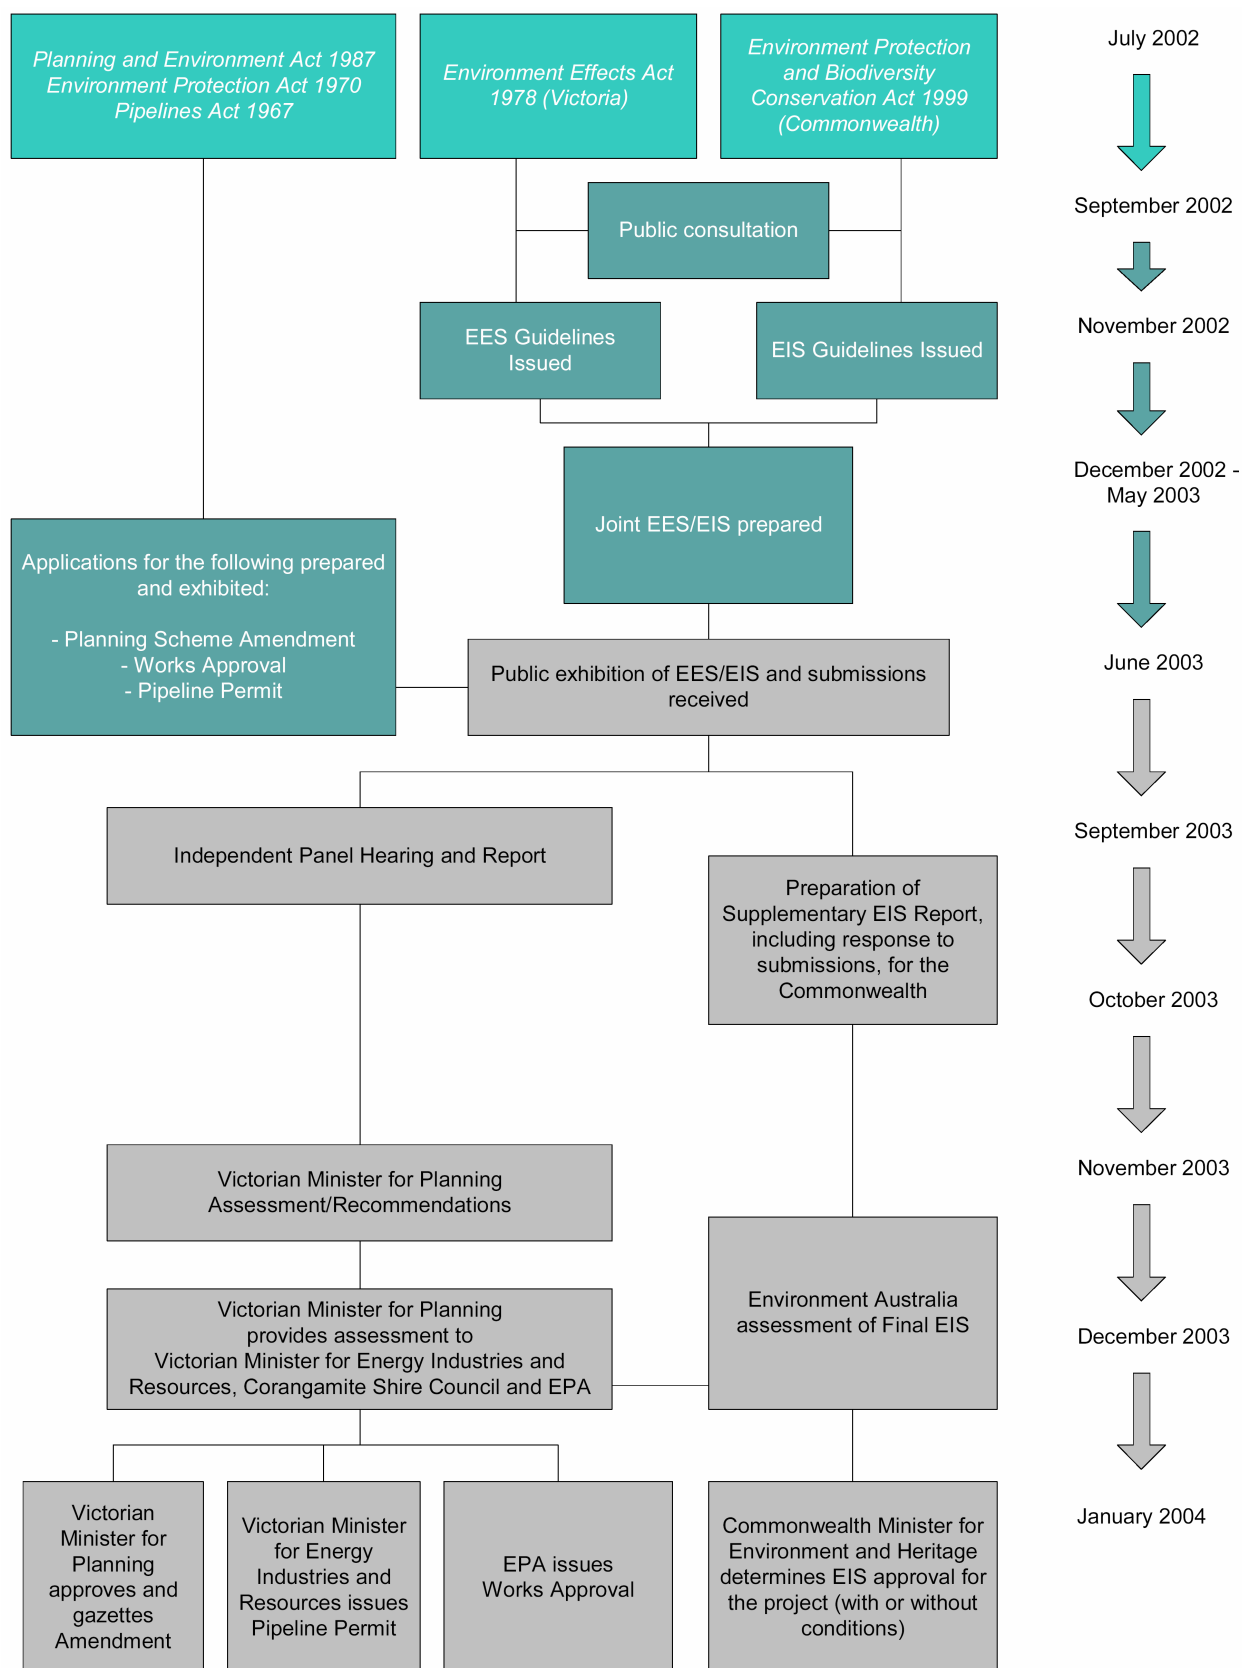 Planning and Environment Act 1987
Environment Protection Act 1970
Pipelines Act 1967
Environment Effects Act
1978 (Victoria)
Environment Protection
and Biodiversity
Conservation Act 1999
(Commonwealth)
July 2002
Public consultation
September 2002
EES Guidelines
Issued
EIS Guidelines Issued
November 2002
Joint EES/EIS prepared
December 2002 -
May 2003
Applications for the following prepared
and exhibited:
- Planning Scheme Amendment
- Works Approval
- Pipeline Permit
Public exhibition of EES/EIS and submissions
received
June 2003
Independent Panel Hearing and Report
September 2003
Preparation of
Supplementary EIS Report,
including response to
submissions, for the
Commonwealth
October 2003
Victorian Minister for Planning
Assessment/Recommendations
November 2003
Victorian Minister for Planning
provides assessment to
Victorian Minister for Energy Industries and
Resources, Corangamite Shire Council and EPA
Environment Australia
assessment of Final EIS
December 2003
Victorian
Minister for
Planning
approves and
gazettes
Amendment
Victorian Minister
for Energy
Industries and
Resources issues
Pipeline Permit
EPA issues
Works Approval
Commonwealth Minister for
Environment and Heritage
determines EIS approval for
the project (with or without
conditions)
January 2004